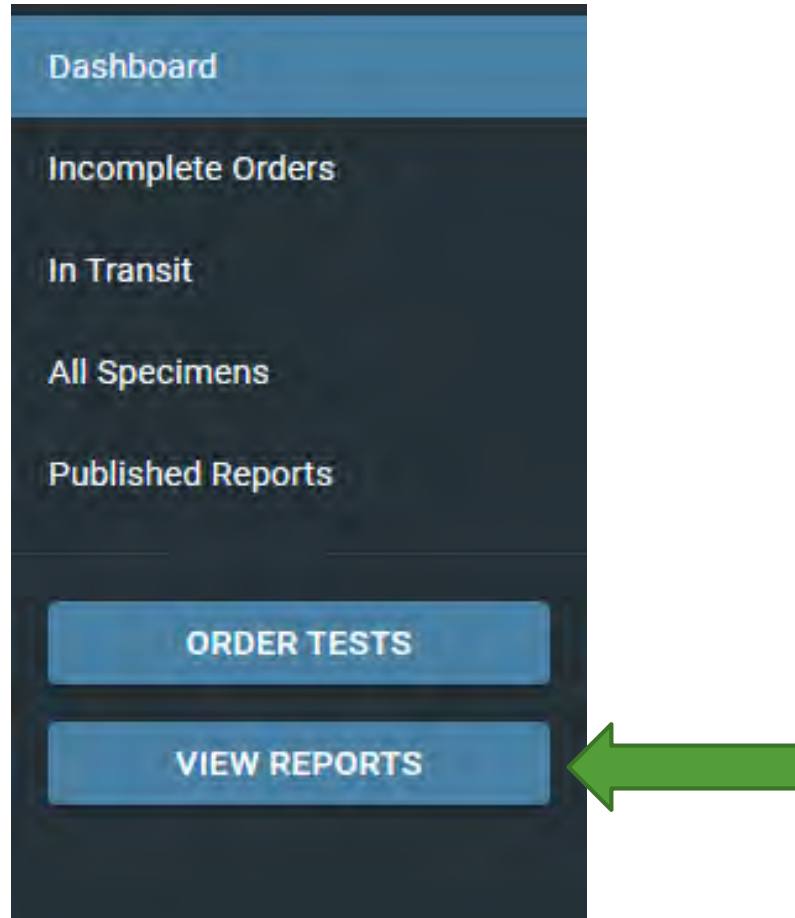 Dashboard
Incomplete Orders
In Transit
All Specimens
Published Reports
ORDER TESTS
VIEW REPORTS